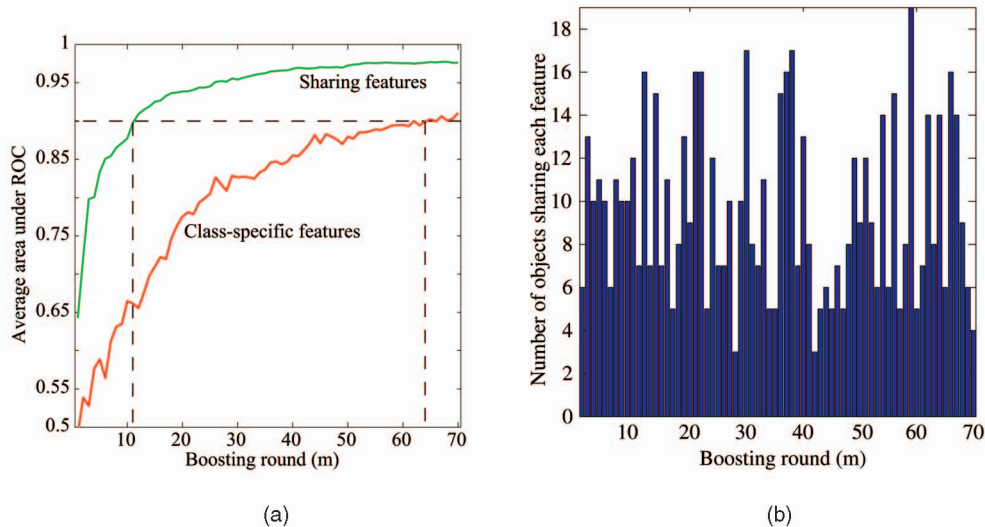 1
0.95
0.85
0.75
0.65
0.55
0.5
Average area under ROC
Sharing features
Class-specific features
10 20 30 40 50 60 70
Boosting round (m)
(a)
18
16
14
12
10
8
6
4
2
0
Number of objects sharing each feature
10 20 30 40 50 60 70
Boosting round (m)
(b)